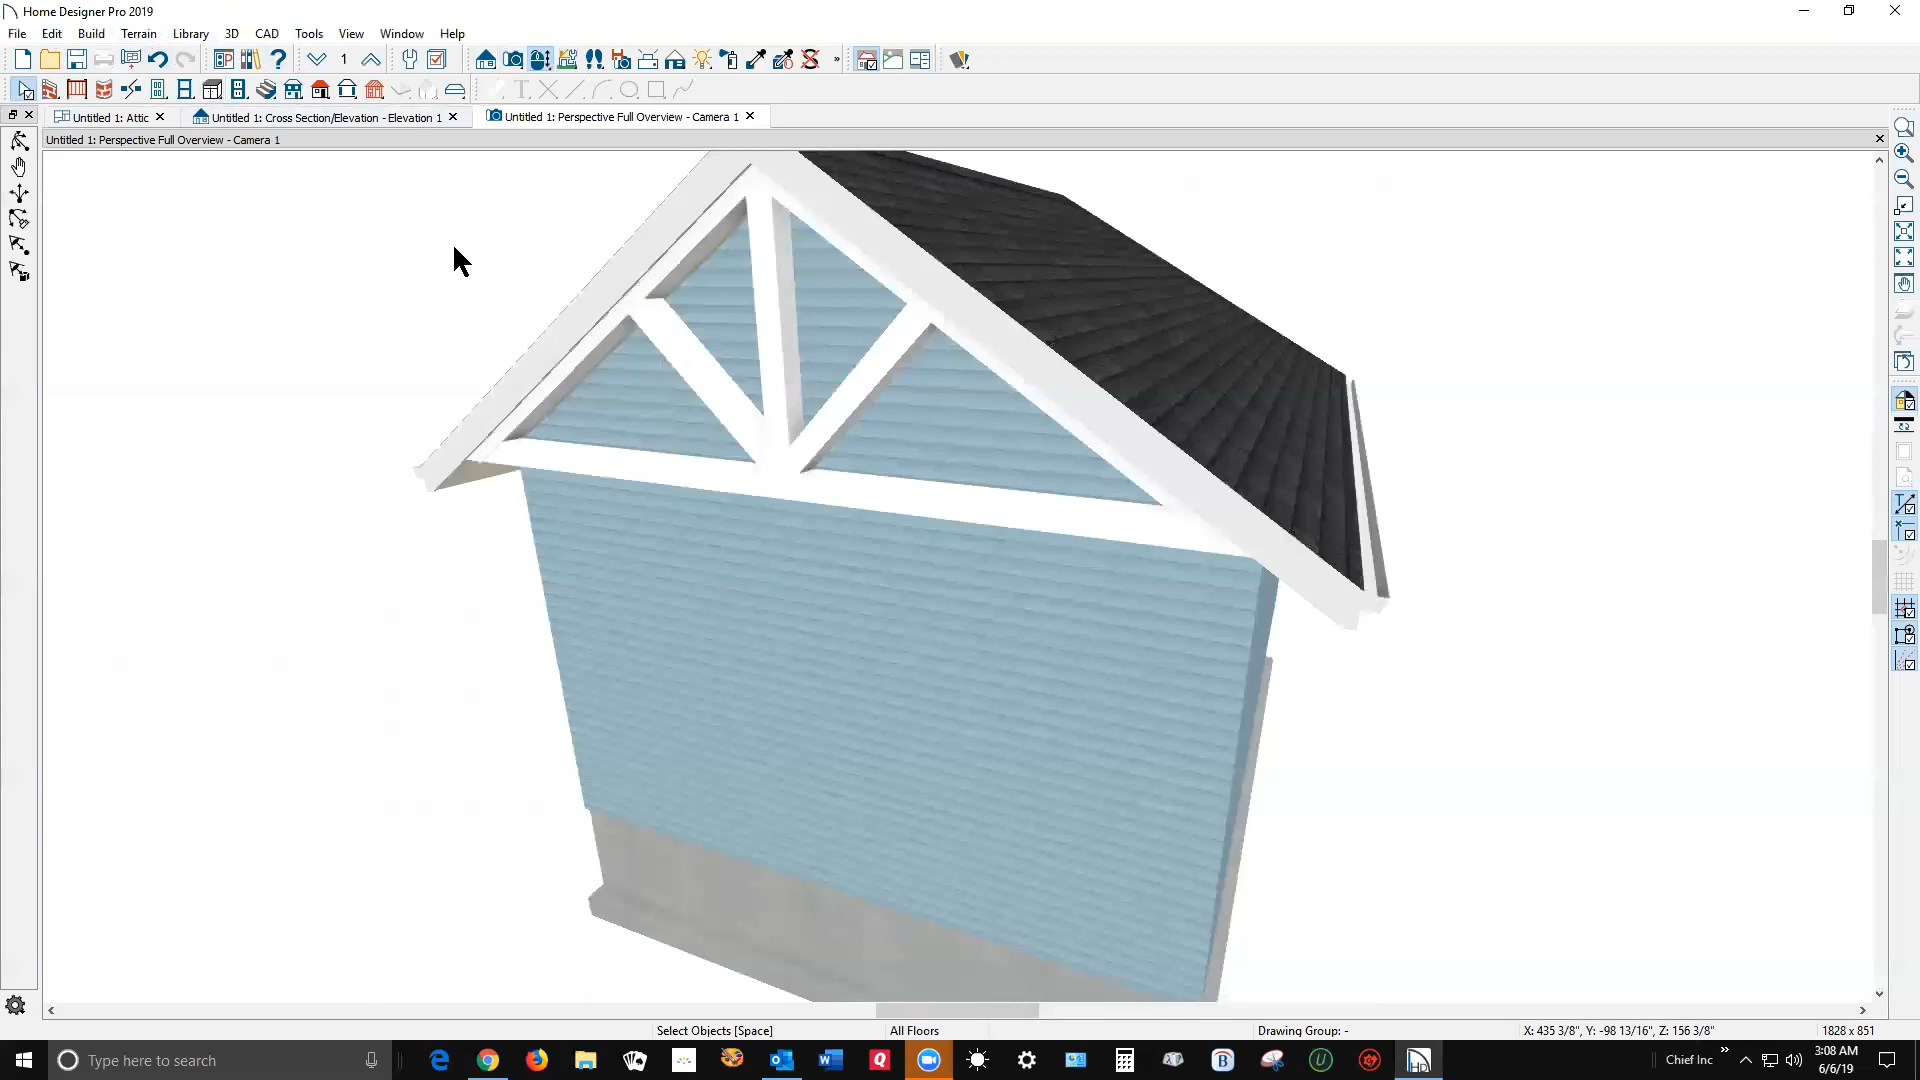 Home Designer Pro 2019
File Edit Build Terrain Library 3D CAD Tools View Window Help
1
Untitled 1: Attic Untitled 1: Cross Section/Elevation - Elevation 1 Untitled 1: Perspective Full Overview - Camera 1
Untitled 1: Perspective Full Overview - Camera 1
Select Objects [Space] All Floors Drawing Group: - X: 435 3/8", Y: -98 13/16", Z: 156 3/8" 1828 x 851
Type here to search Chief Inc 3:08 AM
6/6/19